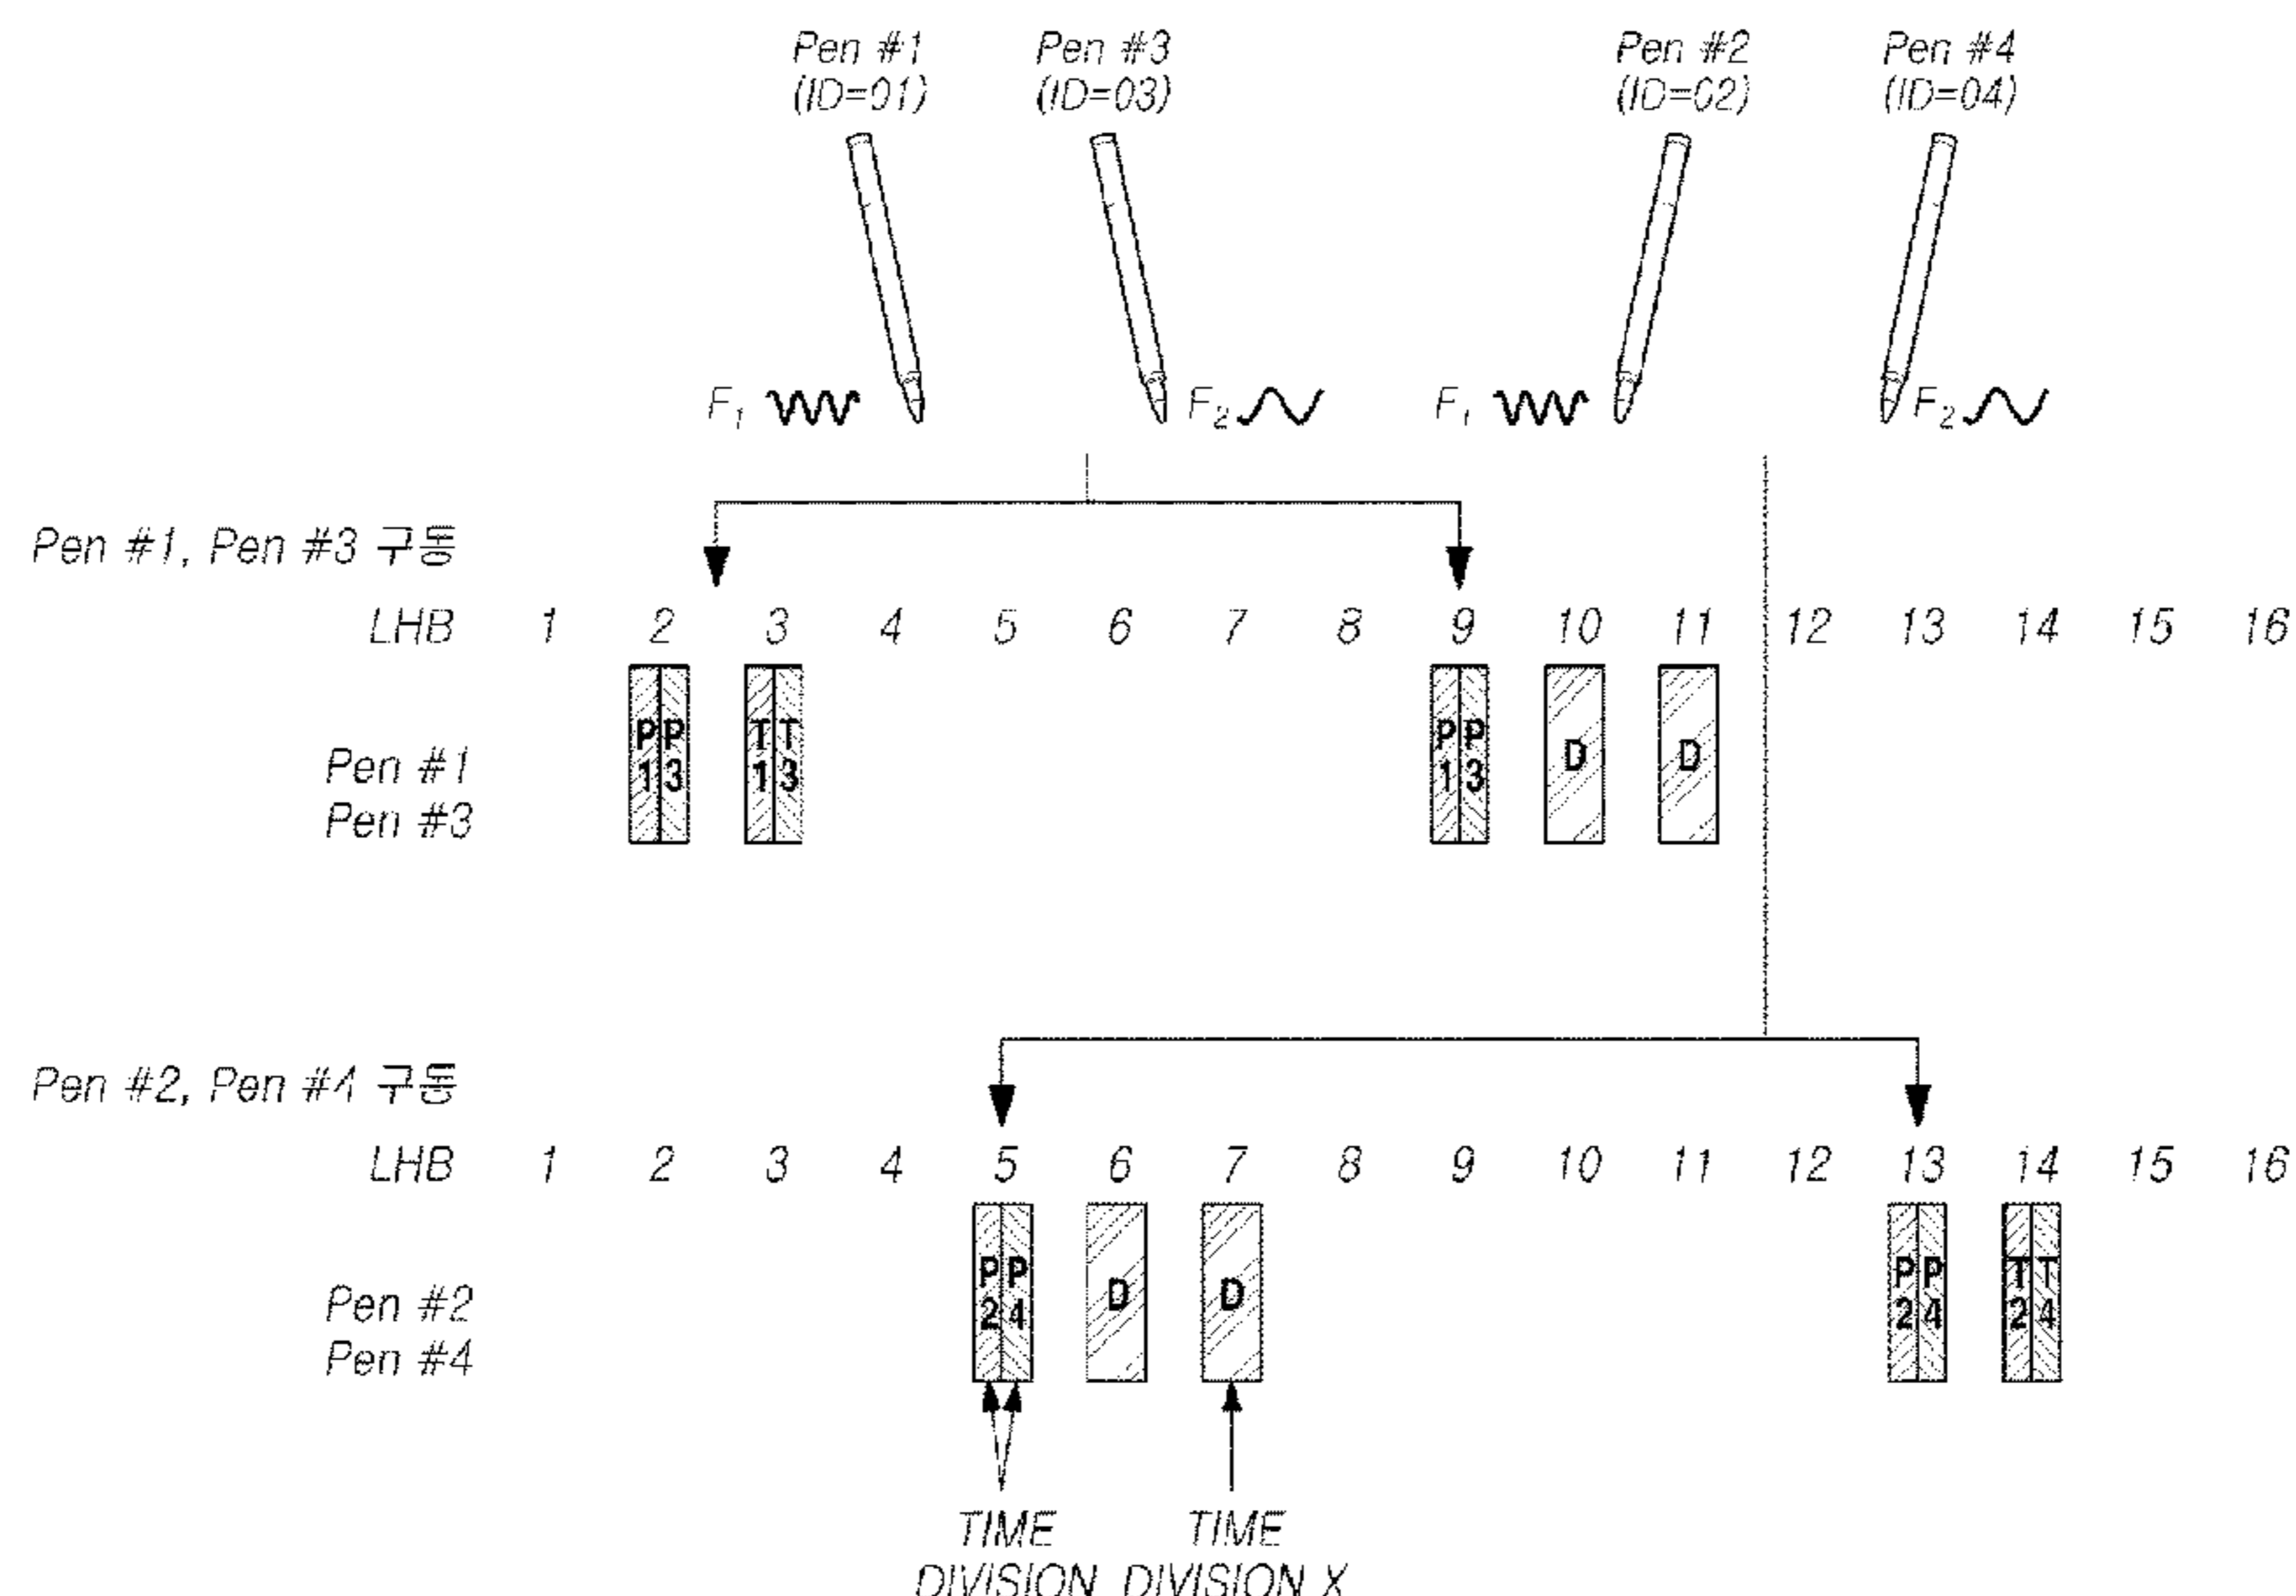 Pen #1 Pen #3 Pen #2 Pen #4
(ID=01) (ID=03) (ID=02) (ID=04)
F1 F2 F1 F2
Pen #1, Pen #3 구동
LHB 1 2 3 4 5 6 7 8 9 10 11 12 13 14 15 16
P P T T P P D D
1 3 1 3 1 3
Pen #1
Pen #3
Pen #2, Pen #4 구동
LHB 1 2 3 4 5 6 7 8 9 10 11 12 13 14 15 16
P P D D P P T T
2 4 2 4 2 4
Pen #2
Pen #4
TIME TIME
DIVISION DIVISION X